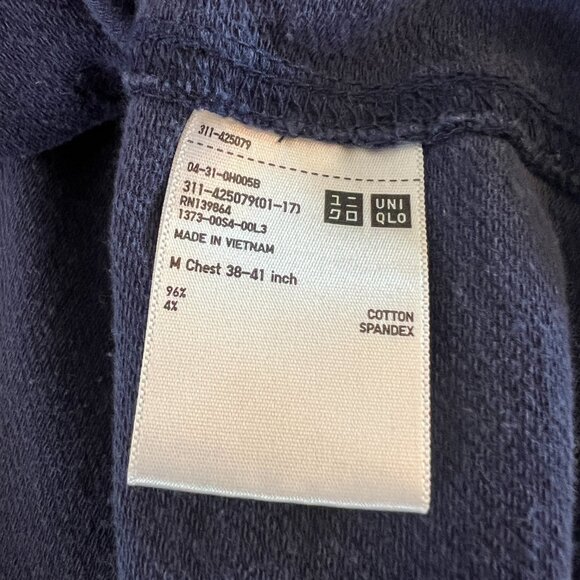 311-425079
04-31-0H005B
311-425079(01-17)
RN139864
1373-00S4-00L3
MADE IN VIETNAM
ユニ
クロ
UNI
QLO
M Chest 38-41 inch
96% COTTON
4% SPANDEX